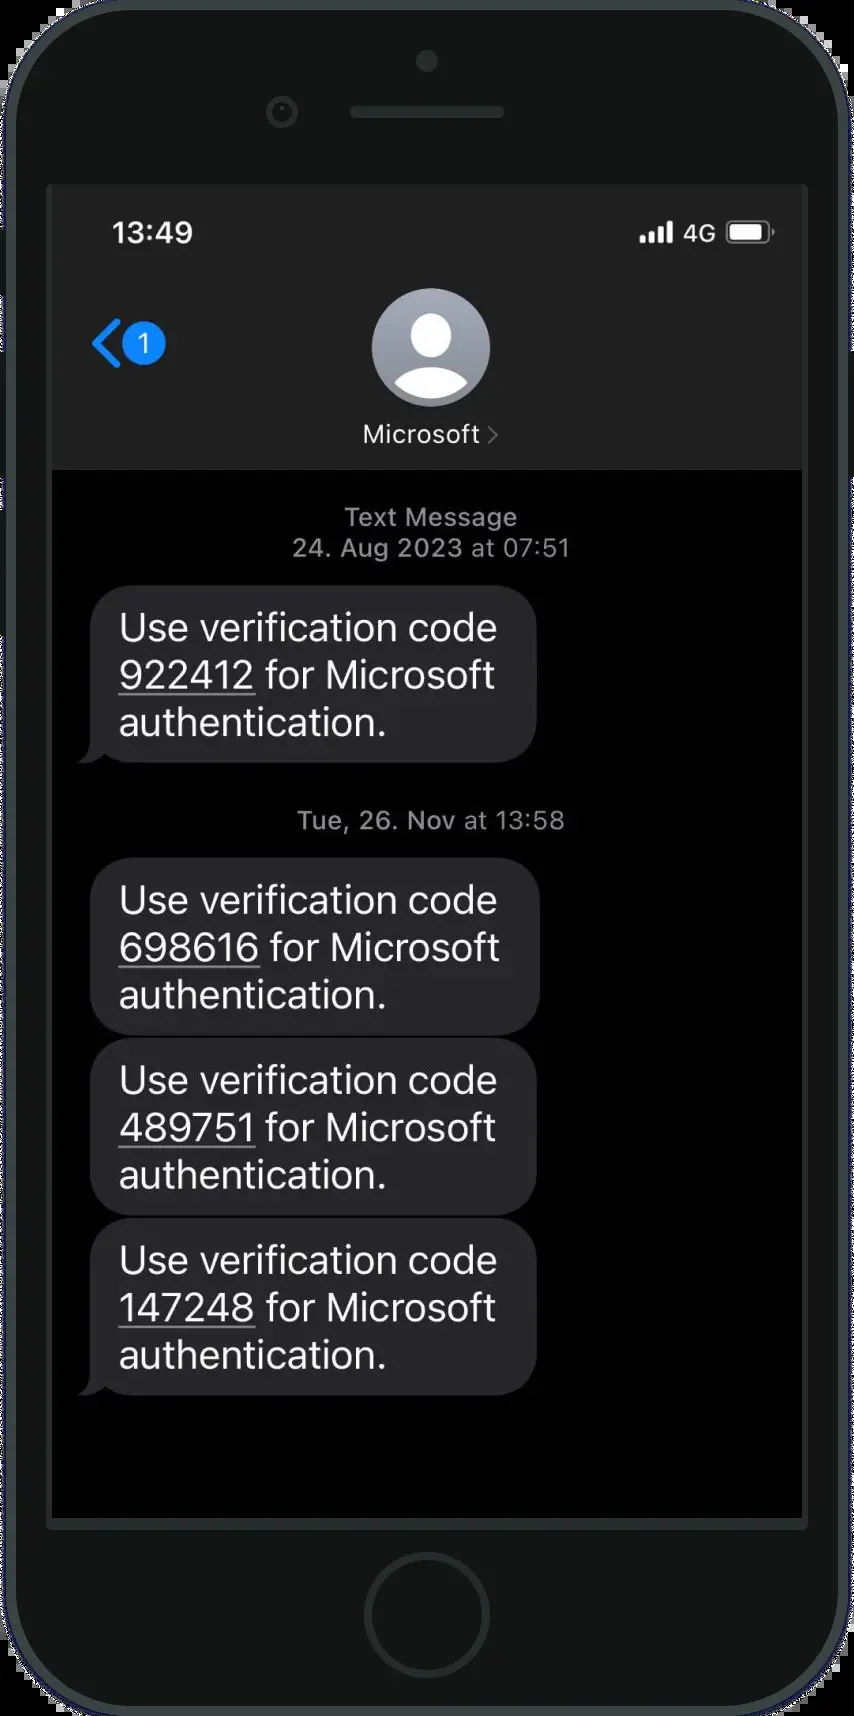 13:49
4G
1
Microsoft
Text Message
24. Aug 2023 at 07:51
Use verification code
922412 for Microsoft
authentication.
Tue, 26. Nov at 13:58
Use verification code
698616 for Microsoft
authentication.
Use verification code
489751 for Microsoft
authentication.
Use verification code
147248 for Microsoft
authentication.